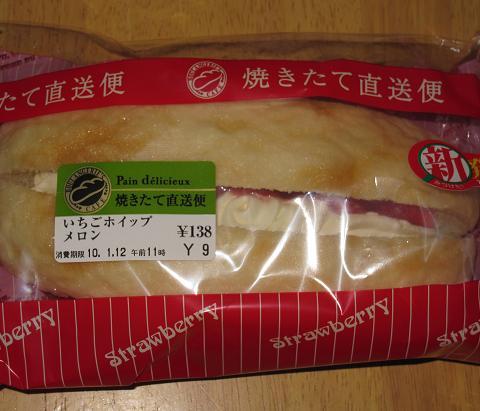 たて直送便
焼きたて直送便
Pain délicieux
焼きたて直送便
いちごホイップ
メロン
¥138
消費期限 10. 1.12 午前11時
Y 9
新
Strawberry
Strawberry